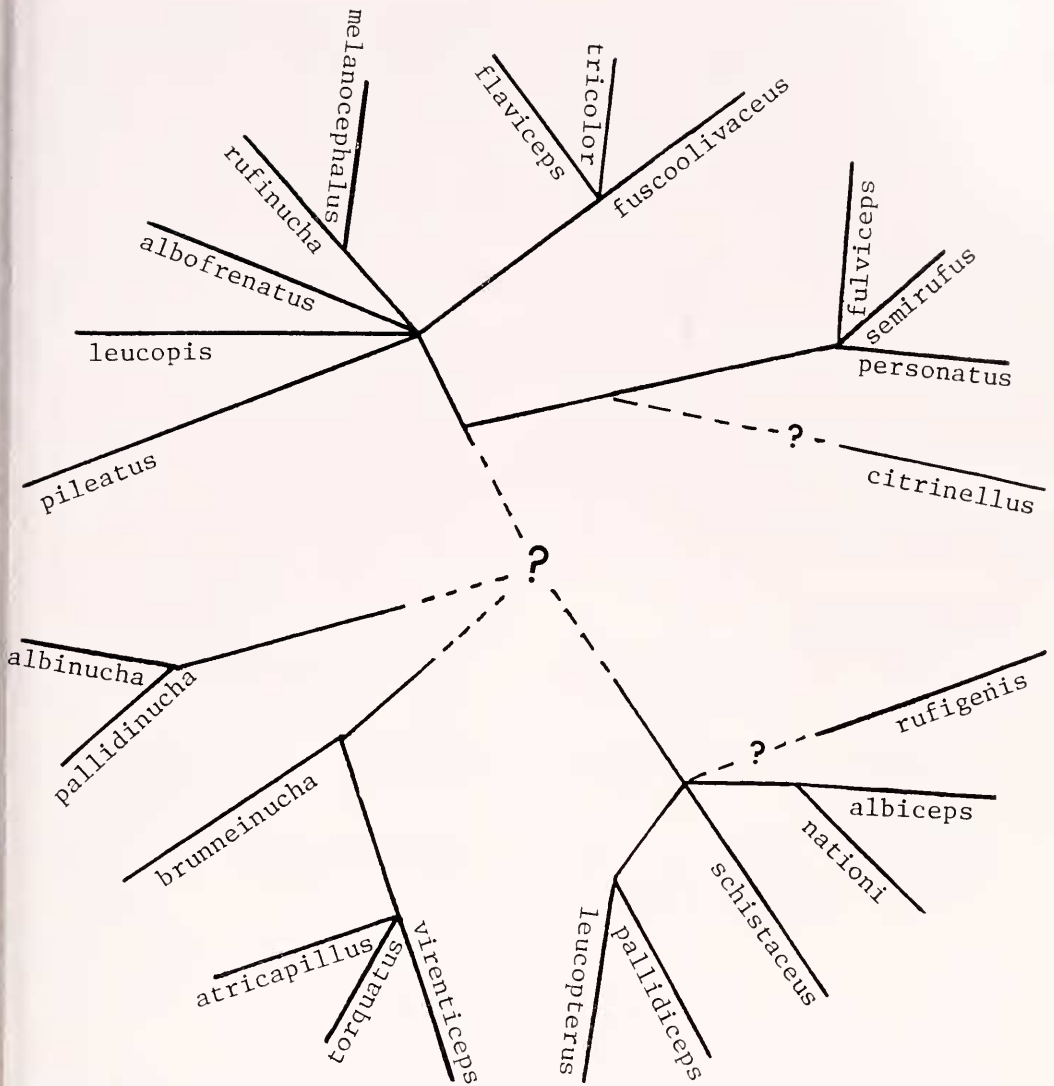 melanocephalus
flaviceps
tricolor
fuscoolivaceus
rufinucha
albofrenatus
leucopis
pileatus
fulviceps
semirufus
personatus
?
citrinellus
?
albinucha
pallidinucha
brunneinucha
atricapillus
torquatus
virenticeps
rufigenis
?
albiceps
nationi
schistaceus
pallidiceps
leucopterus